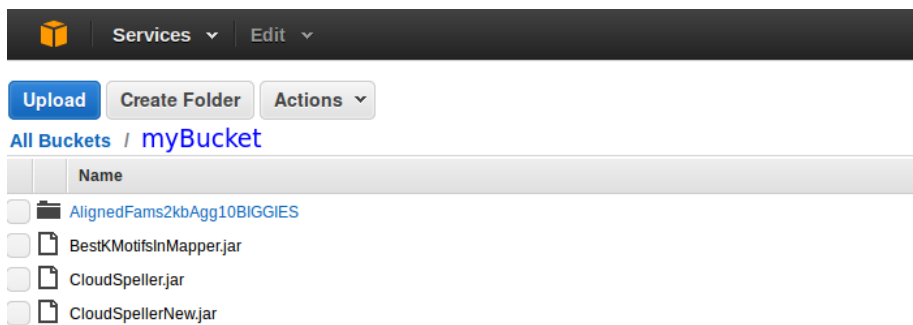 Services Edit
Upload Create Folder Actions
All Buckets / myBucket
Name
AlignedFams2kbAgg10BIGGIES
BestKMotifsInMapper.jar
CloudSpeller.jar
CloudSpellerNew.jar